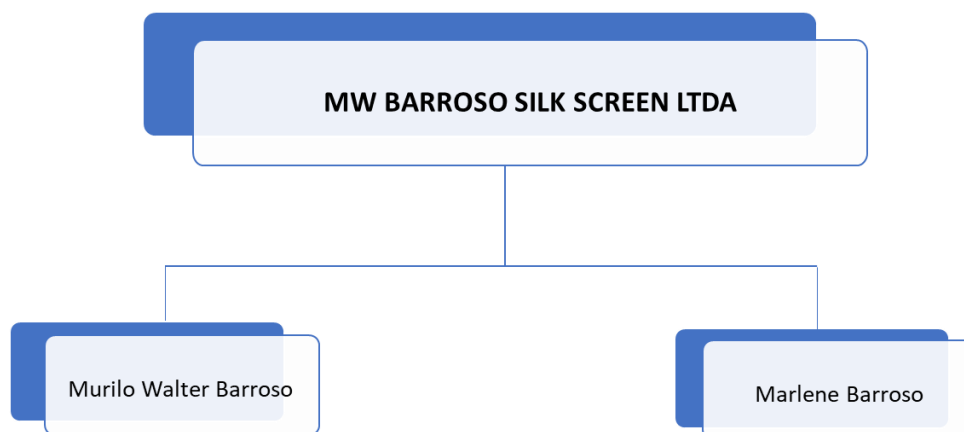 MW BARROSO SILK SCREEN LTDA
Murilo Walter Barroso
Marlene Barroso